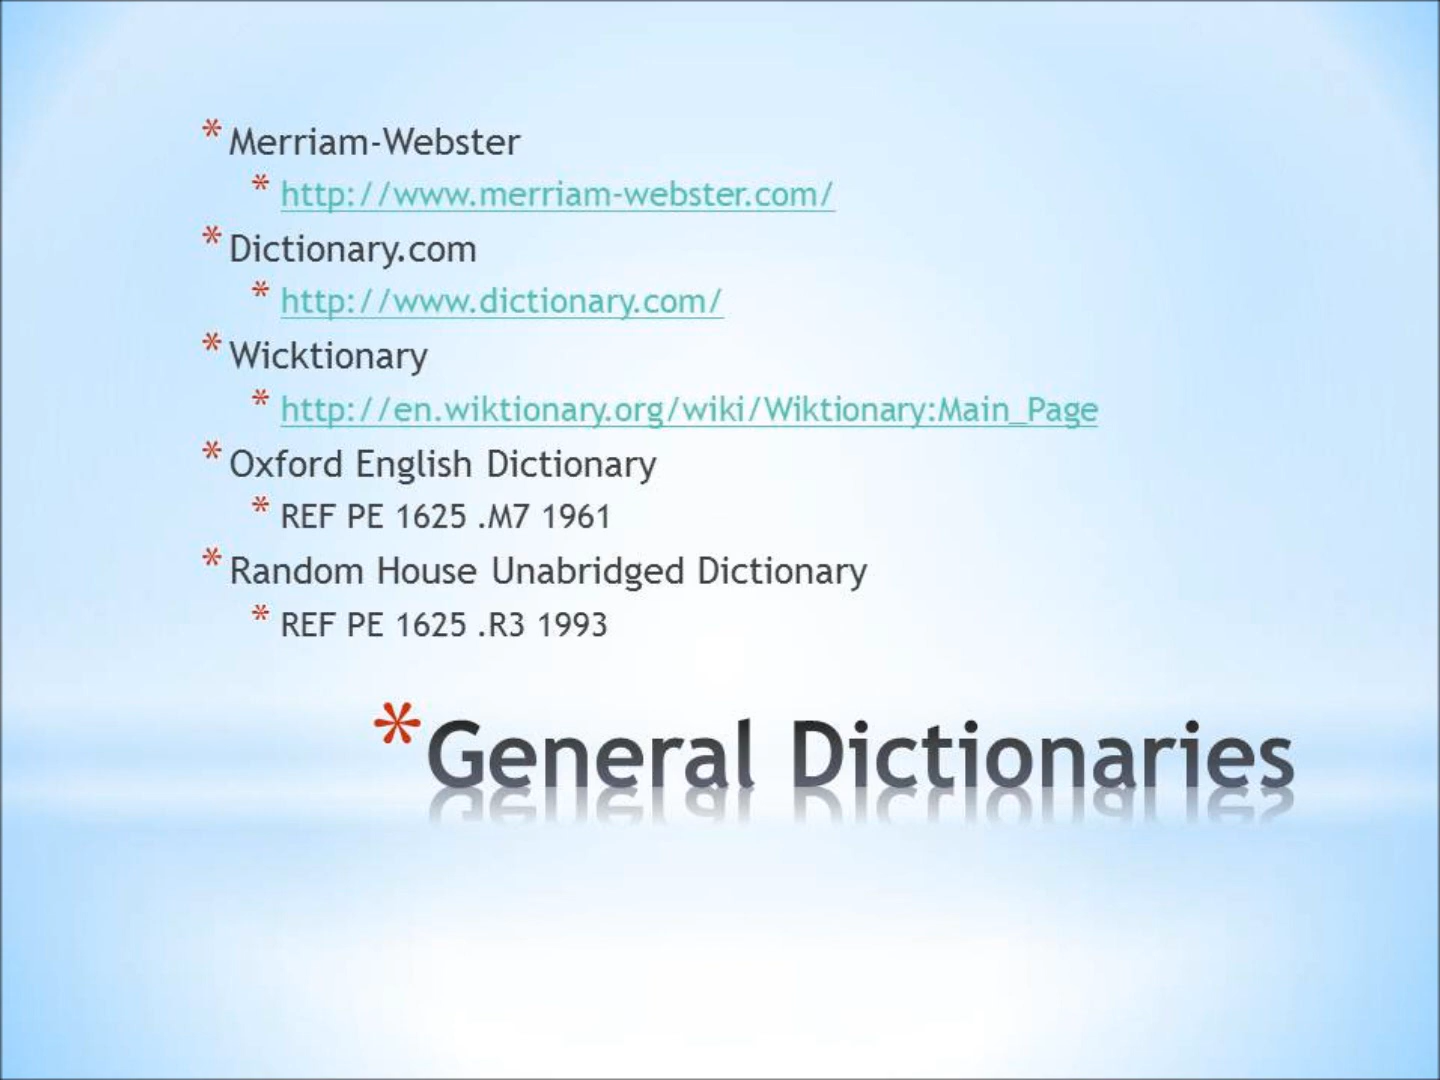 * Merriam-Webster
* http://www.merriam-webster.com/
* Dictionary.com
* http://www.dictionary.com/
* Wicktionary
* http://en.wiktionary.org/wiki/Wiktionary:Main_Page
* Oxford English Dictionary
* REF PE 1625 .M7 1961
* Random House Unabridged Dictionary
* REF PE 1625 .R3 1993
* General Dictionaries